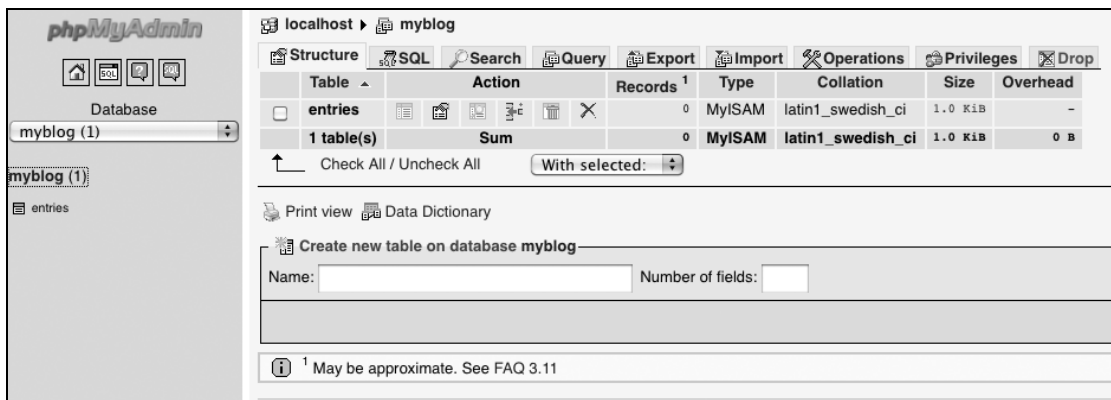 phpMyAdmin
Database
myblog (1)
myblog (1)
entries
localhost myblog
Structure SQL Search Query Export Import Operations Privileges Drop
Table Action Records 1 Type Collation Size Overhead
entries 0 MyISAM latin1_swedish_ci 1.0 KiB -
1 table(s) Sum 0 MyISAM latin1_swedish_ci 1.0 KiB 0 B
Check All / Uncheck All With selected:
Print view Data Dictionary
Create new table on database myblog
Name: Number of fields:
1 May be approximate. See FAQ 3.11